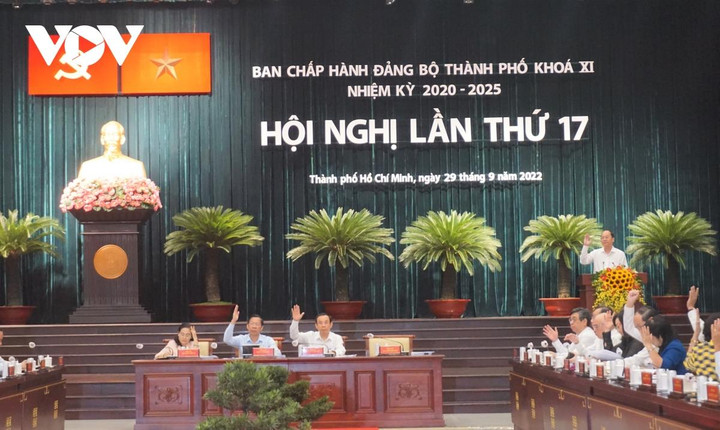 VOV
BAN CHẤP HÀNH ĐẢNG BỘ THÀNH PHỐ KHOÁ XI
NHIỆM KỲ 2020 - 2025
HỘI NGHỊ LẦN THỨ 17
Thành phố Hồ Chí Minh, ngày 29 tháng 9 năm 2022